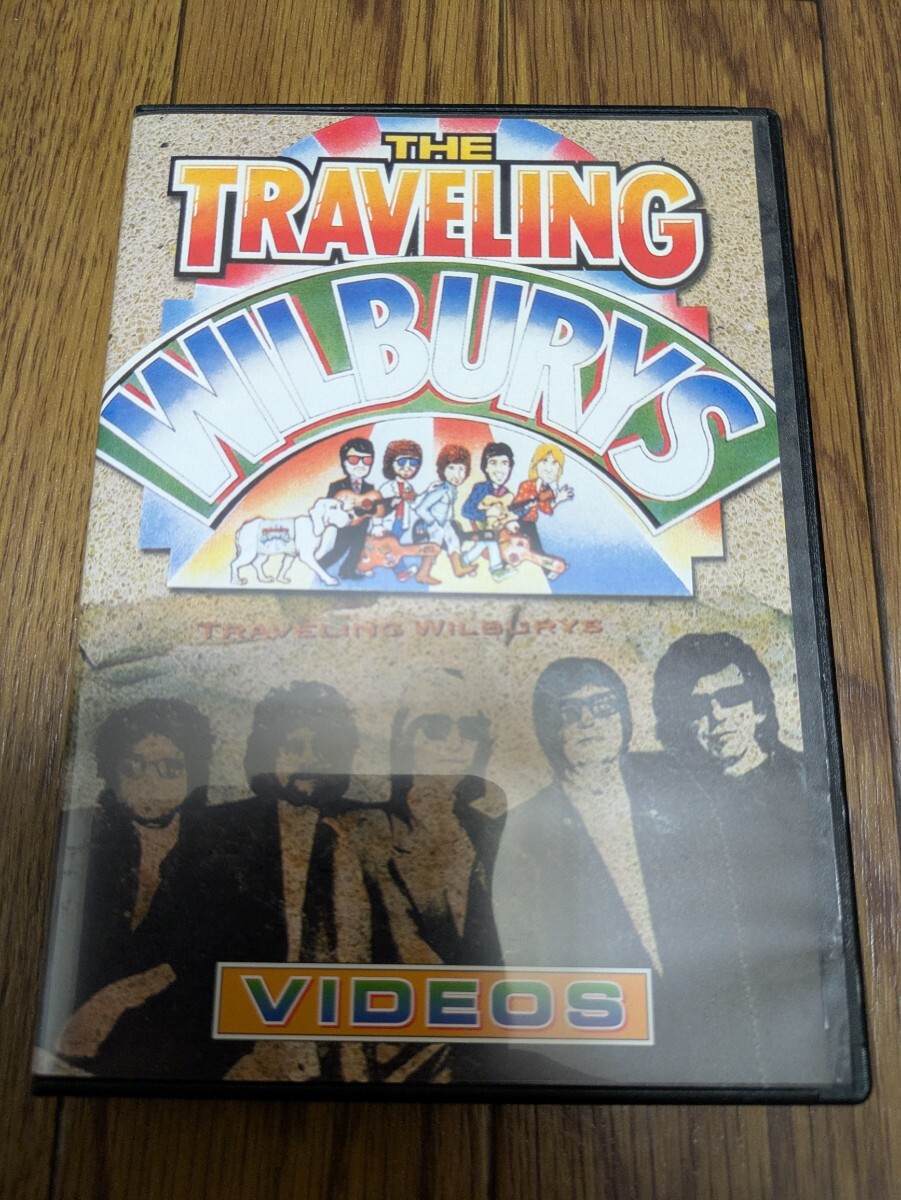 THE
TRAVELING
WILBURYS
TRAVELING WILBURYS
VIDEOS